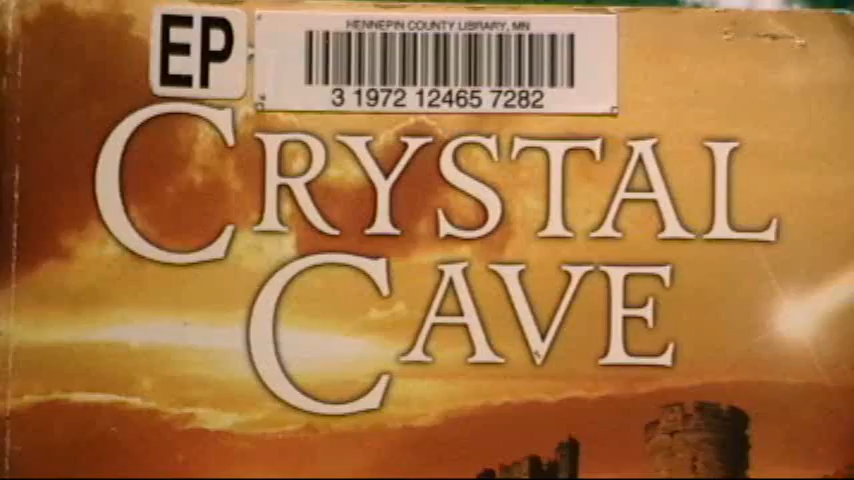 EP
HENNEPIN COUNTY LIBRARY, MN
3 1972 12465 7282
CRYSTAL
CAVE